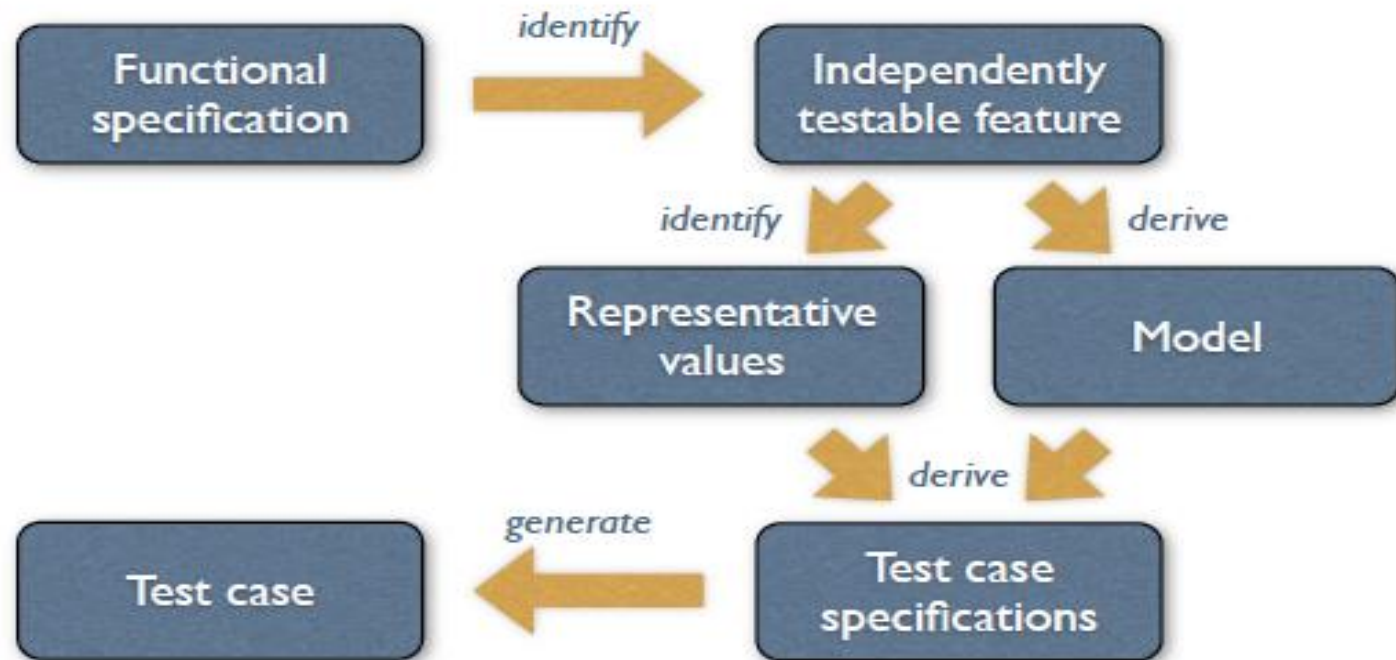 identify
Functional
specification
Independently
testable feature
identify
derive
Representative
values
Model
derive
generate
Test case
Test case
specifications